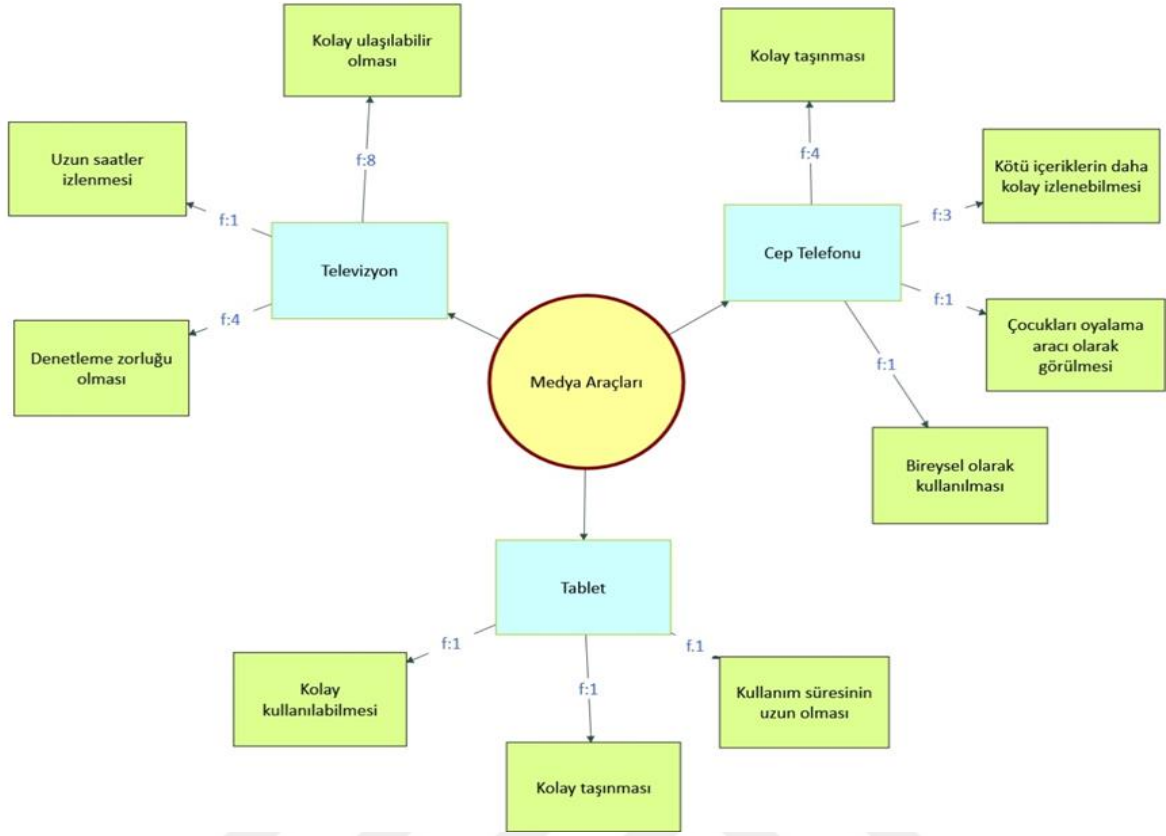 Kolay ulaşılabilir
olması
Kolay taşınması
Uzun saatler
izlenmesi
Kötü içeriklerin daha
kolay izlenebilmesi
f:8
f:4
f:1
f:3
Televizyon
Cep Telefonu
f:4
f:1
Denetleme zorluğu
olması
Çocukları oyalama
aracı olarak
görülmesi
f:1
Medya Araçları
Bireysel olarak
kullanılması
Tablet
f:1
f:1
f.1
Kolay
kullanılabilmesi
Kullanım süresinin
uzun olması
Kolay taşınması